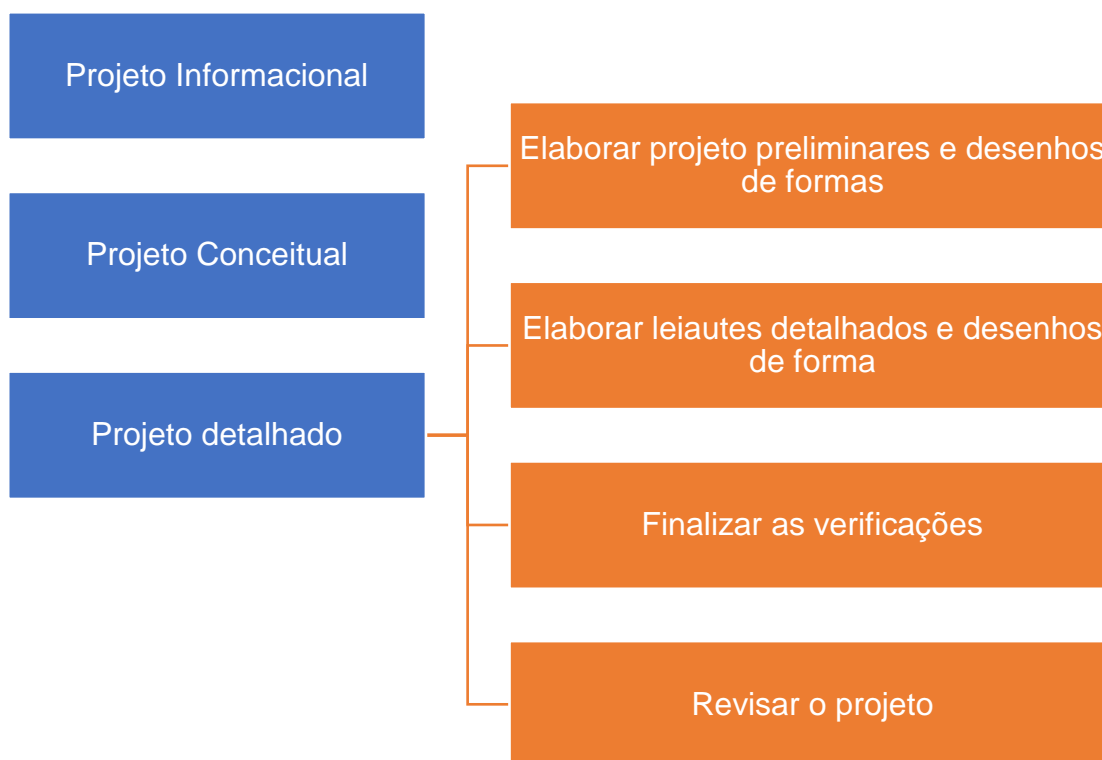 Projeto Informacional
Projeto Conceitual
Projeto detalhado
Elaborar projeto preliminares e desenhos
de formas
Elaborar leiautes detalhados e desenhos
de forma
Finalizar as verificações
Revisar o projeto